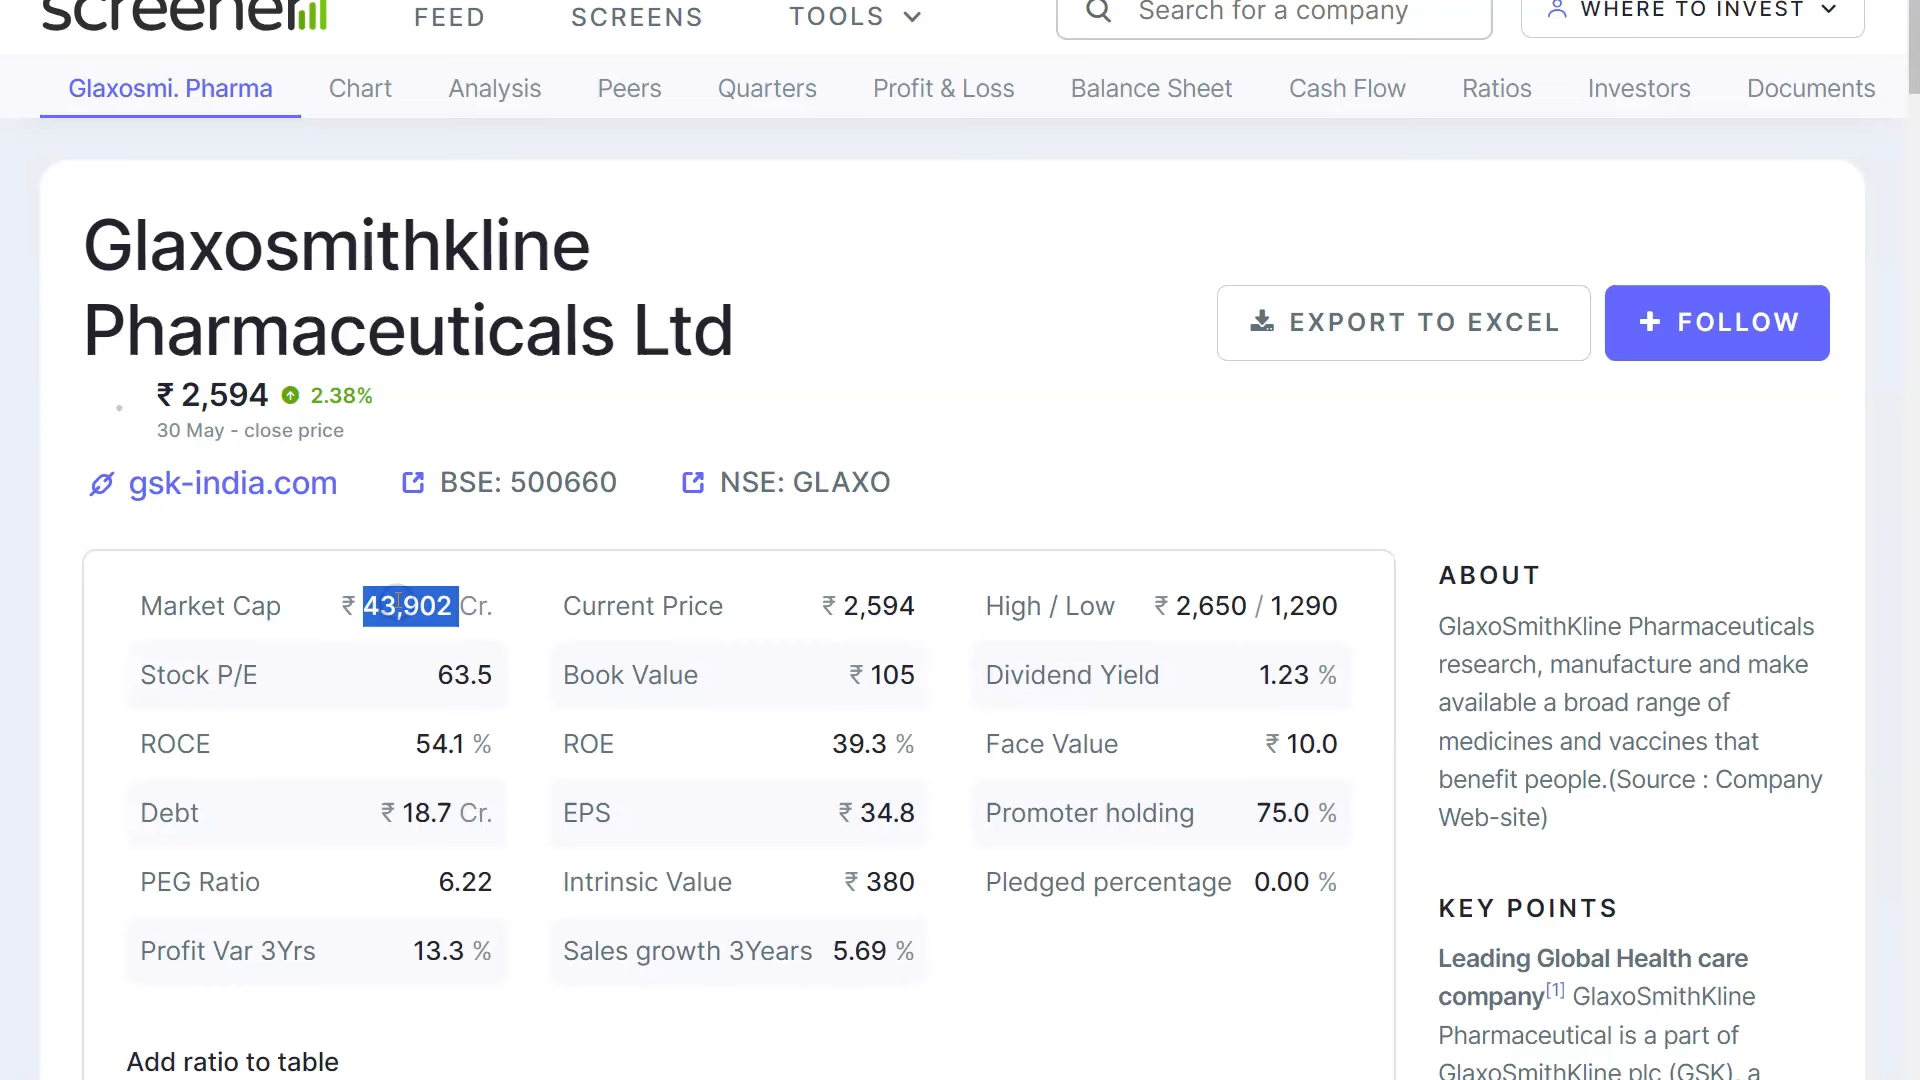 screener
FEED SCREENS TOOLS
Search for a company
WHERE TO INVEST
Glaxosmi. Pharma Chart Analysis Peers Quarters Profit & Loss Balance Sheet Cash Flow Ratios Investors Documents
Glaxosmithkline
Pharmaceuticals Ltd
EXPORT TO EXCEL
+ FOLLOW
₹ 2,594 2.38%
30 May - close price
gsk-india.com BSE: 500660 NSE: GLAXO
Market Cap ₹ 43,902 Cr. Current Price ₹ 2,594 High / Low ₹ 2,650 / 1,290
Stock P/E 63.5 Book Value ₹ 105 Dividend Yield 1.23 %
ROCE 54.1 % ROE 39.3 % Face Value ₹ 10.0
Debt ₹ 18.7 Cr. EPS ₹ 34.8 Promoter holding 75.0 %
PEG Ratio 6.22 Intrinsic Value ₹ 380 Pledged percentage 0.00 %
Profit Var 3Yrs 13.3 % Sales growth 3Years 5.69 %
Add ratio to table
ABOUT
GlaxoSmithKline Pharmaceuticals
research, manufacture and make
available a broad range of
medicines and vaccines that
benefit people.(Source : Company
Web-site)
KEY POINTS
Leading Global Health care
company[1] GlaxoSmithKline
Pharmaceutical is a part of
GlaxoSmithKline plc (GSK), a